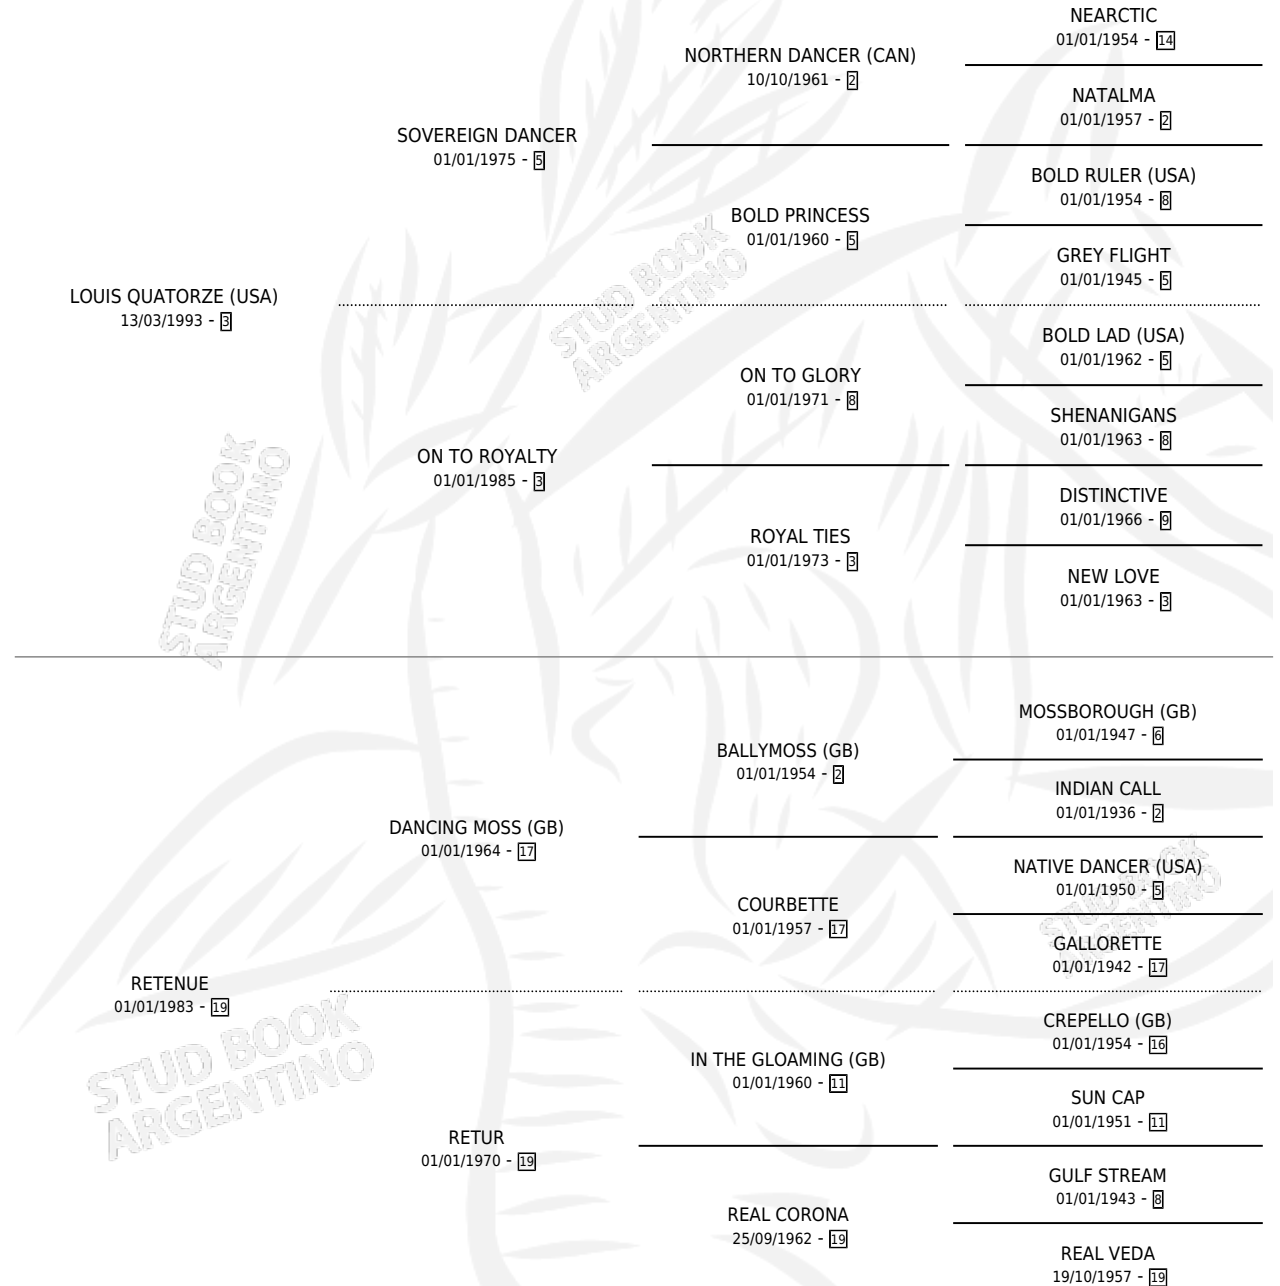 NEARCTIC
01/01/1954 - 14
NORTHERN DANCER (CAN)
10/10/1961 - 2
NATALMA
01/01/1957 - 2
SOVEREIGN DANCER
01/01/1975 - 5
BOLD RULER (USA)
01/01/1954 - 8
BOLD PRINCESS
01/01/1960 - 5
GREY FLIGHT
01/01/1945 - 5
LOUIS QUATORZE (USA)
13/03/1993 - 3
BOLD LAD (USA)
01/01/1962 - 5
ON TO GLORY
01/01/1971 - 8
SHENANIGANS
01/01/1963 - 8
ON TO ROYALTY
01/01/1985 - 3
DISTINCTIVE
01/01/1966 - 9
ROYAL TIES
01/01/1973 - 3
NEW LOVE
01/01/1963 - 3
MOSSBOROUGH (GB)
01/01/1947 - 6
BALLYMOSS (GB)
01/01/1954 - 2
INDIAN CALL
01/01/1936 - 2
DANCING MOSS (GB)
01/01/1964 - 17
NATIVE DANCER (USA)
01/01/1950 - 5
COURBETTE
01/01/1957 - 17
GALLORETTE
01/01/1942 - 17
RETENUE
01/01/1983 - 19
CREPELLO (GB)
01/01/1954 - 16
IN THE GLOAMING (GB)
01/01/1960 - 11
SUN CAP
01/01/1951 - 11
RETUR
01/01/1970 - 19
GULF STREAM
01/01/1943 - 8
REAL CORONA
25/09/1962 - 19
REAL VEDA
19/10/1957 - 19
STUD BOOK
ARGENTINO
STUD BOOK
ARGENTINO
STUD BOOK
ARGENTINO
STUD BOOK
ARGENTINO